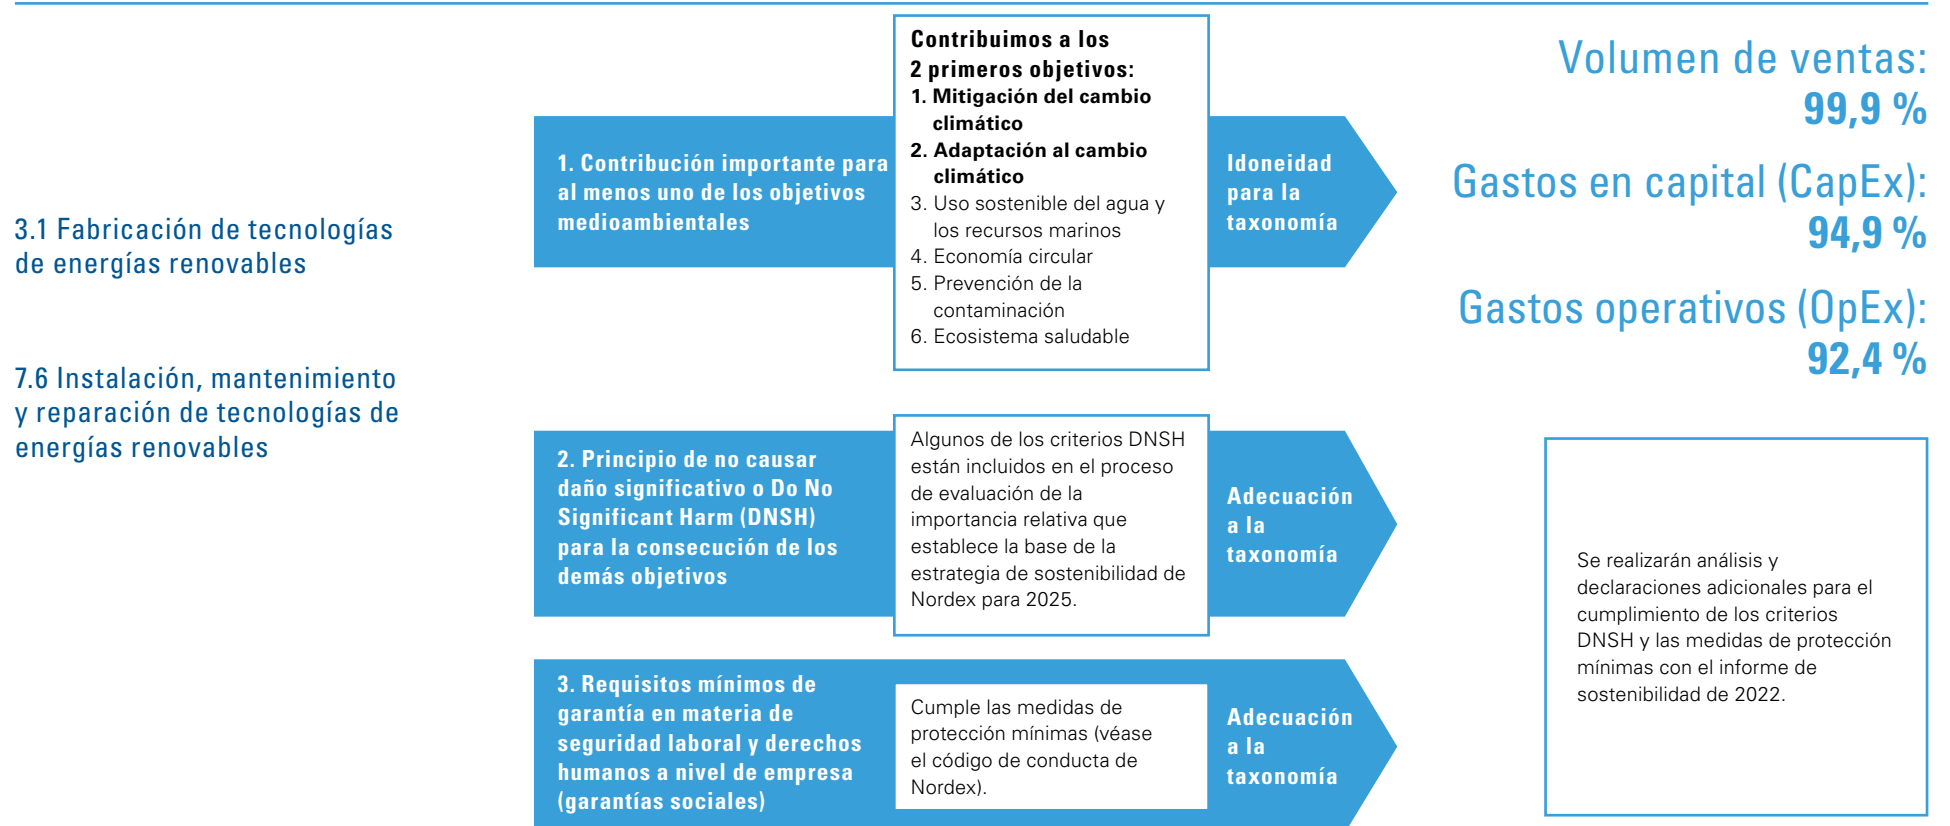 3.1 Fabricación de tecnologías
de energías renovables
7.6 Instalación, mantenimiento
y reparación de tecnologías de
energías renovables
1. Contribución importante para
al menos uno de los objetivos
medioambientales
Contribuimos a los
2 primeros objetivos:
1. Mitigación del cambio
climático
2. Adaptación al cambio
climático
3. Uso sostenible del agua y
los recursos marinos
4. Economía circular
5. Prevención de la
contaminación
6. Ecosistema saludable
Idoneidad
para la
taxonomía
Volumen de ventas:
99,9 %
Gastos en capital (CapEx):
94,9 %
Gastos operativos (OpEx):
92,4 %
2. Principio de no causar
daño significativo o Do No
Significant Harm (DNSH)
para la consecución de los
demás objetivos
Algunos de los criterios DNSH
están incluidos en el proceso
de evaluación de la
importancia relativa que
establece la base de la
estrategia de sostenibilidad de
Nordex para 2025.
Adecuación
a la
taxonomía
3. Requisitos mínimos de
garantía en materia de
seguridad laboral y derechos
humanos a nivel de empresa
(garantías sociales)
Cumple las medidas de
protección mínimas (véase
el código de conducta de
Nordex).
Adecuación
a la
taxonomía
Se realizarán análisis y
declaraciones adicionales para el
cumplimiento de los criterios
DNSH y las medidas de protección
mínimas con el informe de
sostenibilidad de 2022.